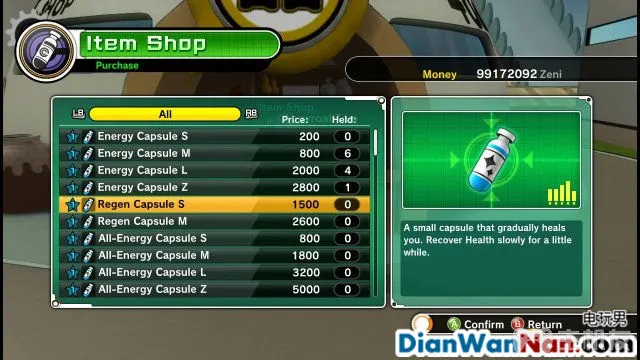 Item Shop
Purchase
Money 99172092 Zeni
LB All RB Price: Held:
Energy Capsule S 200 0
Energy Capsule M 800 6
Energy Capsule L 2000 4
Energy Capsule Z 2800 1
Regen Capsule S 1500 0
Regen Capsule M 2600 0
All-Energy Capsule S 800 0
All-Energy Capsule M 1800 0
All-Energy Capsule L 3200 0
All-Energy Capsule Z 5000 0
A small capsule that gradually heals
you. Recover Health slowly for a little
while.
A Confirm B Return
电玩男
DianWanNan.com